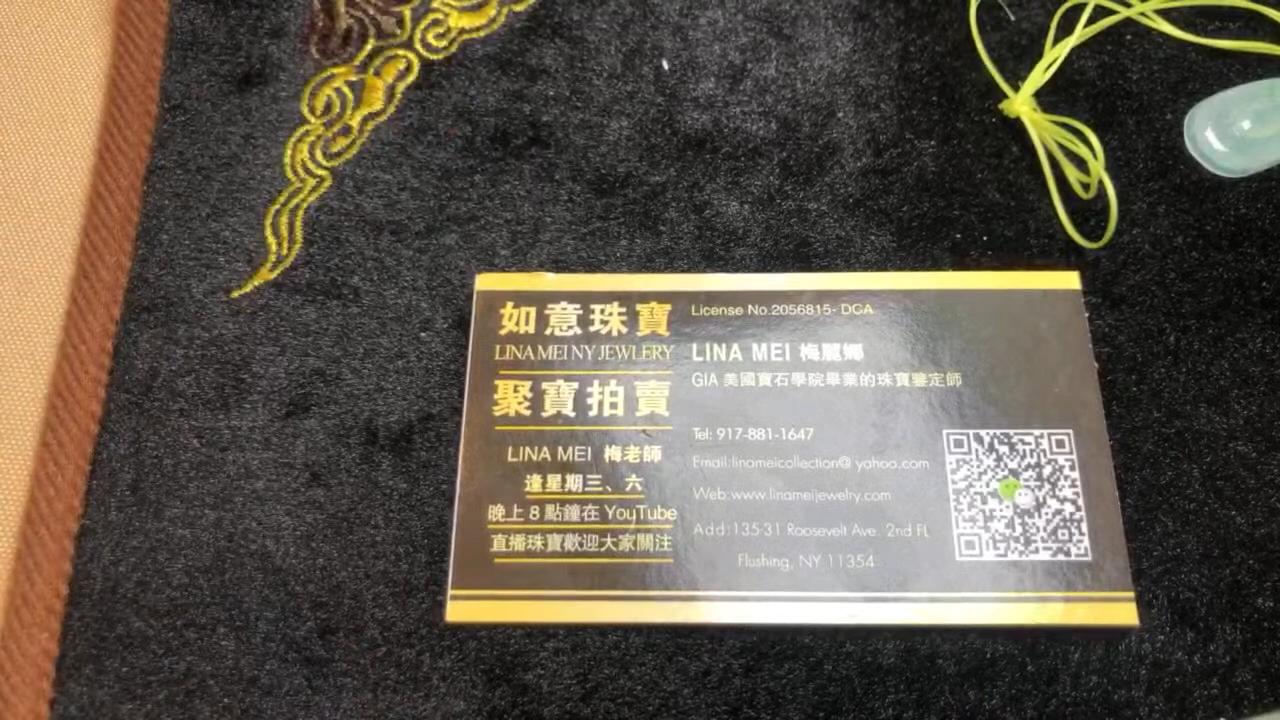 如意珠寶
LINA MEI NY JEWLERY
聚寶拍賣
LINA MEI 梅老師
逢星期三、六
晚上 8 點鐘在 YouTube
直播珠寶歡迎大家關注
License No.2056815- DCA
LINA MEI 梅麗娜
GIA 美國寶石學院畢業的珠寶鑒定師
Tel: 917-881-1647
Email:linameicollection@ yahoo.com
Web:www.linameijewelry.com
Add:135-31 Roosevelt Ave. 2nd FL
Flushing, NY 11354